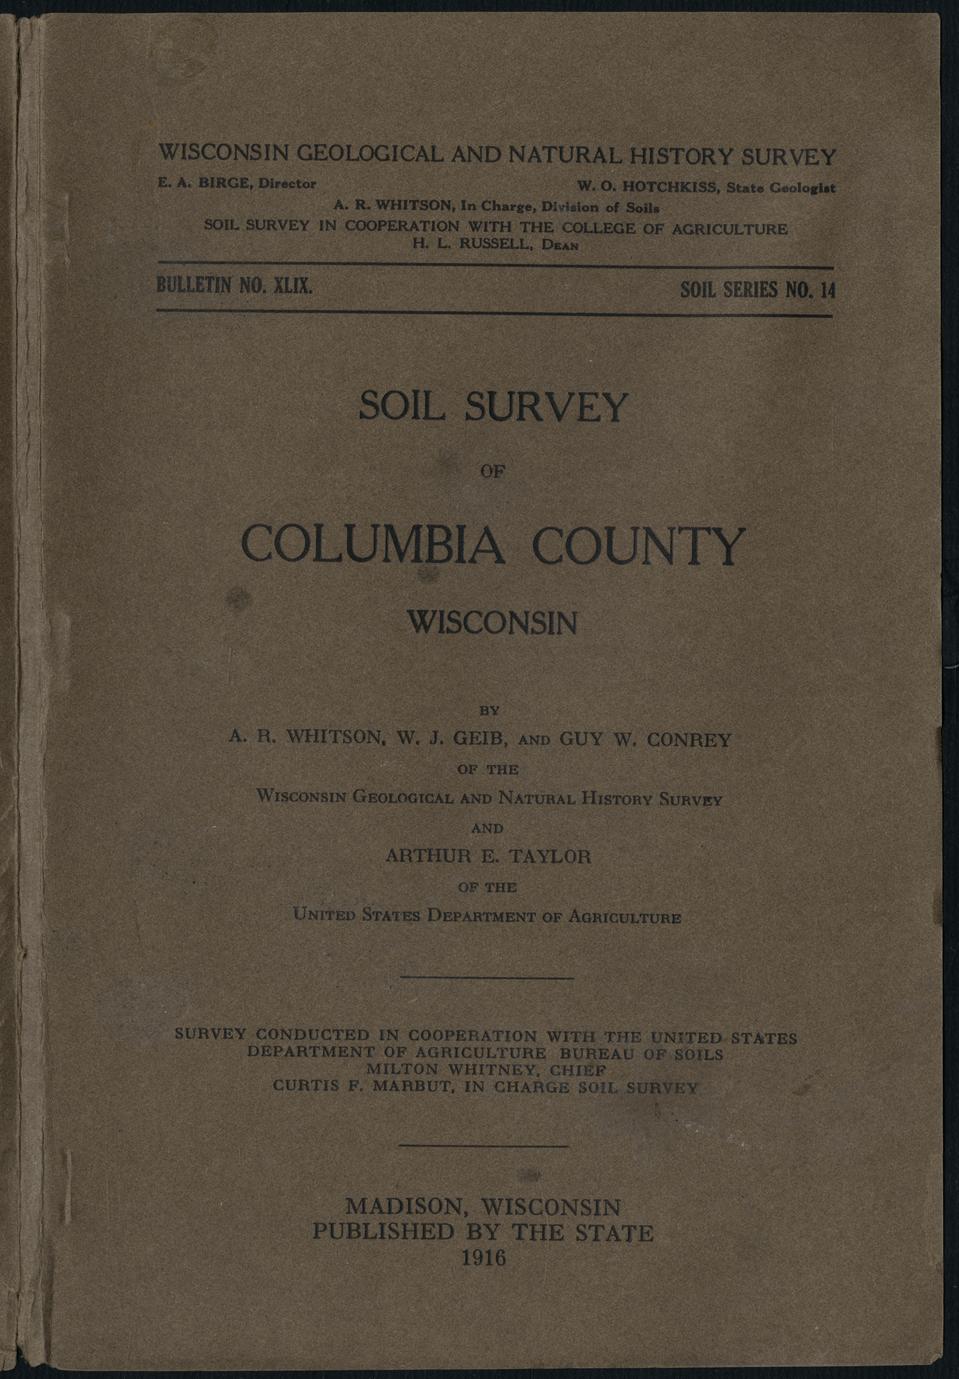 WISCONSIN GEOLOGICAL AND NATURAL HISTORY SURVEY
E. A. BIRGE, Director W. O. HOTCHKISS, State Geologist
A. R. WHITSON, In Charge, Division of Soils
SOIL SURVEY IN COOPERATION WITH THE COLLEGE OF AGRICULTURE
H. L. RUSSELL, DEAN
BULLETIN NO. XLIX. SOIL SERIES NO. 14
SOIL SURVEY
OF
COLUMBIA COUNTY
WISCONSIN
BY
A. R. WHITSON, W. J. GEIB, AND GUY W. CONREY
OF THE
WISCONSIN GEOLOGICAL AND NATURAL HISTORY SURVEY
AND
ARTHUR E. TAYLOR
OF THE
UNITED STATES DEPARTMENT OF AGRICULTURE
SURVEY CONDUCTED IN COOPERATION WITH THE UNITED STATES
DEPARTMENT OF AGRICULTURE BUREAU OF SOILS
MILTON WHITNEY, CHIEF
CURTIS F. MARBUT, IN CHARGE SOIL SURVEY
MADISON, WISCONSIN
PUBLISHED BY THE STATE
1916